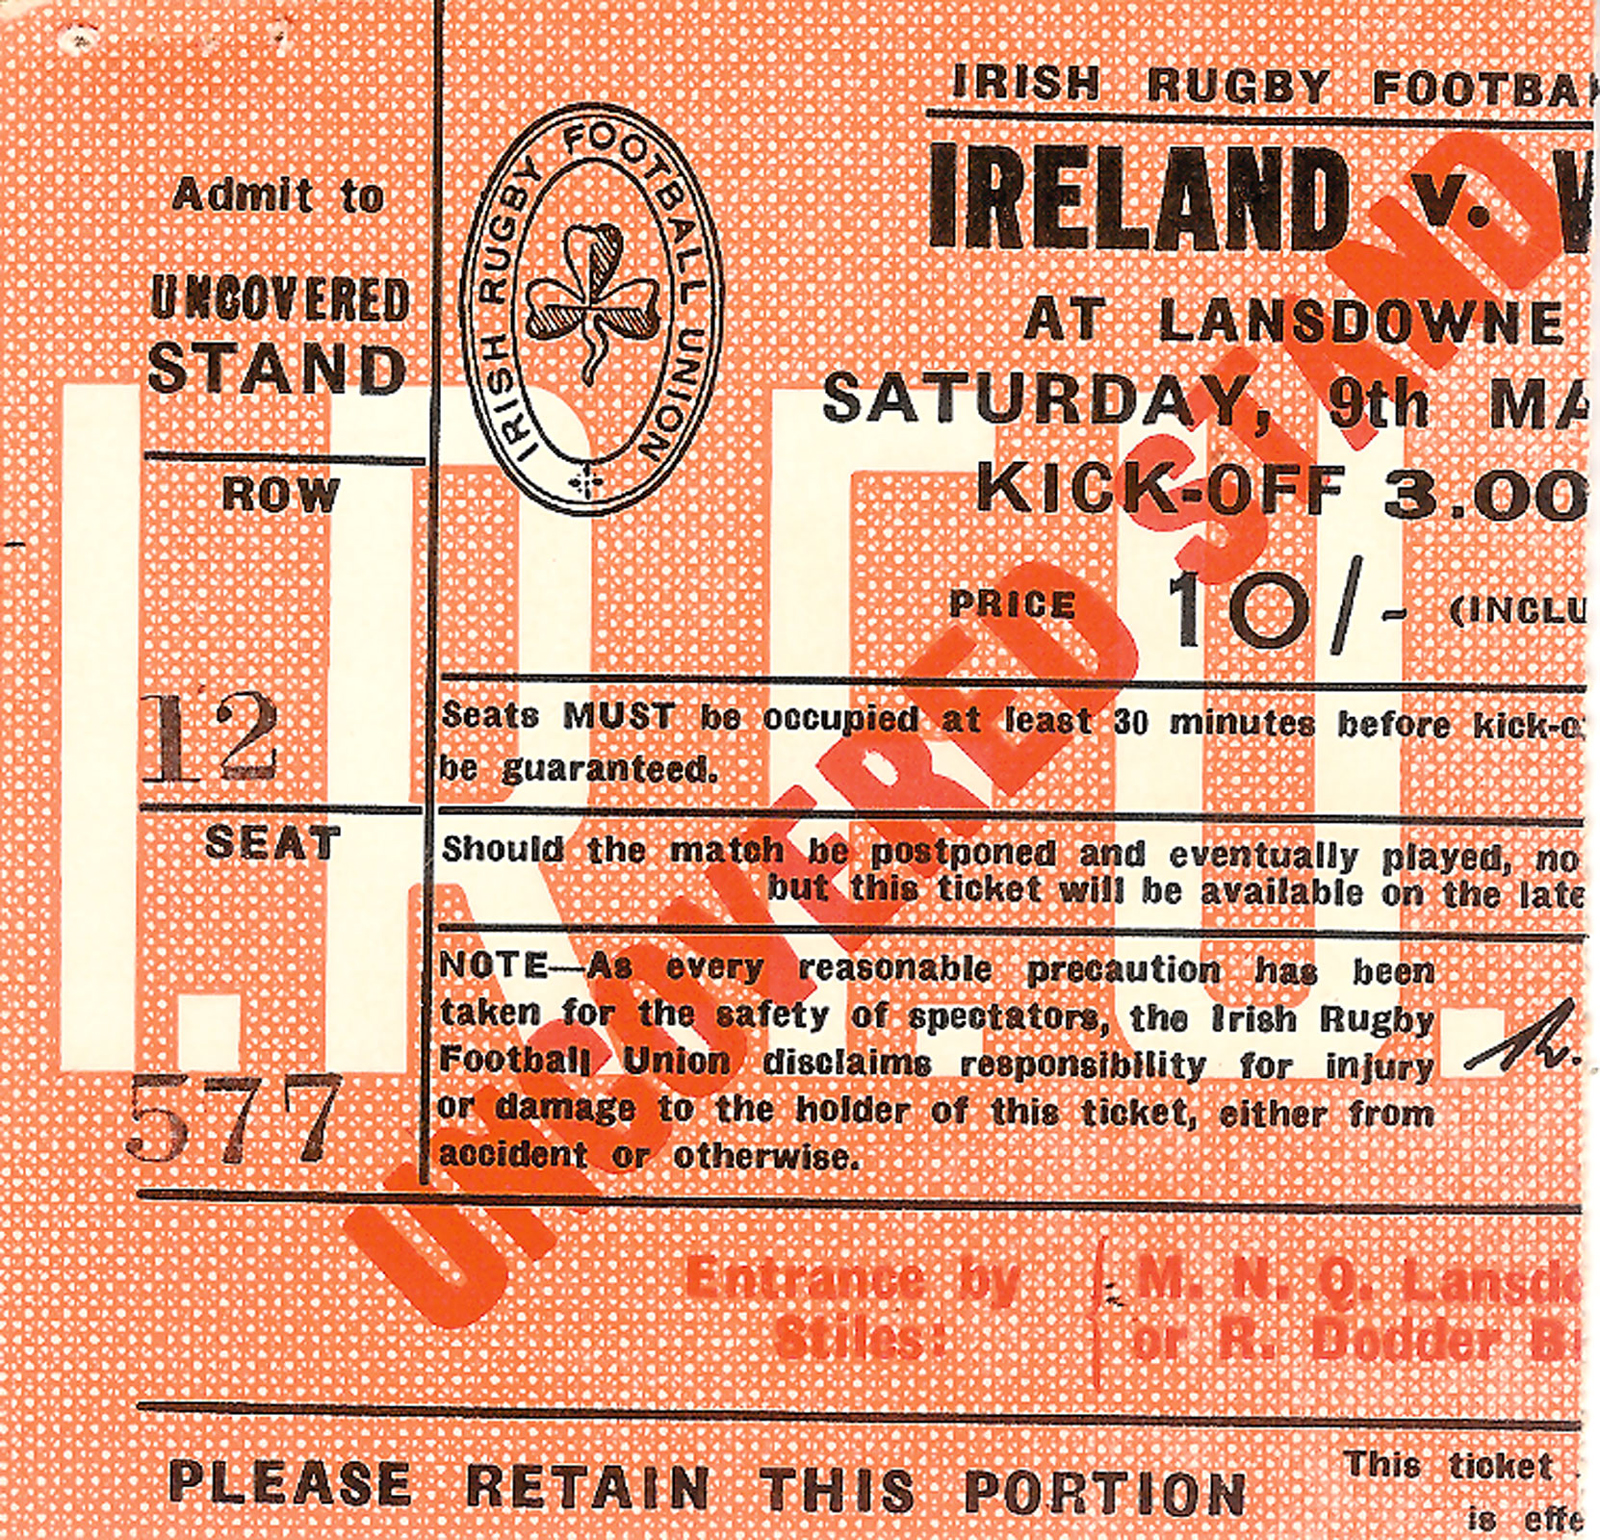 Admit to
UNCOVERED
STAND
ROW
12
SEAT
577
IRISH RUGBY FOOTBALL UNION
IRISH RUGBY FOOTBA
IRELAND v.
AT LANSDOWNE
SATURDAY, 9th MA
KICK-OFF 3.00
PRICE 10/- (INCLU
Seats MUST be occupied at least 30 minutes before kick-o
be guaranteed.
Should the match be postponed and eventually played, no
but this ticket will be available on the late
NOTE—As every reasonable precaution has been
taken for the safety of spectators, the Irish Rugby
Football Union disclaims responsibility for injury
or damage to the holder of this ticket, either from
accident or otherwise.
I.R.F.U.
UNCOVERED STAND
Entrance by
Stiles:
M. N. Q. Lansdo
or R. Dodder B
PLEASE RETAIN THIS PORTION
This ticket
is effe